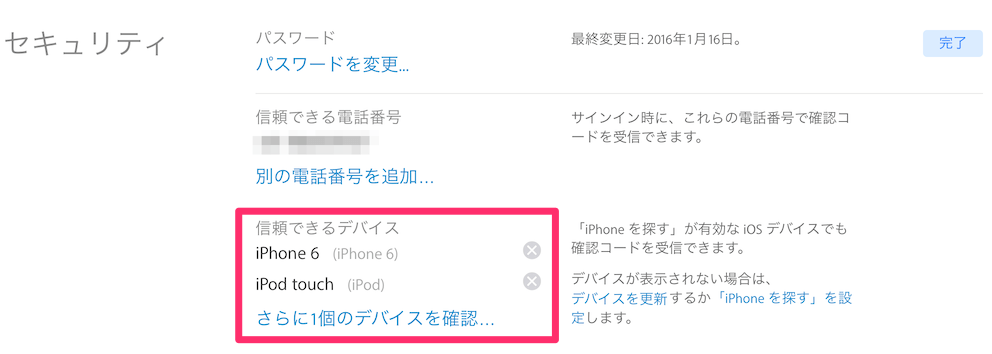 セキュリティ
パスワード
パスワードを変更...
最終変更日: 2016年1月16日。
完了
信頼できる電話番号
別の電話番号を追加...
サインイン時に、これらの電話番号で確認コ
ードを受信できます。
信頼できるデバイス
iPhone 6 (iPhone 6)
iPod touch (iPod)
さらに1個のデバイスを確認...
「iPhone を探す」が有効な iOS デバイスでも
確認コードを受信できます。
デバイスが表示されない場合は、
デバイスを更新するか「iPhone を探す」を設
定します。